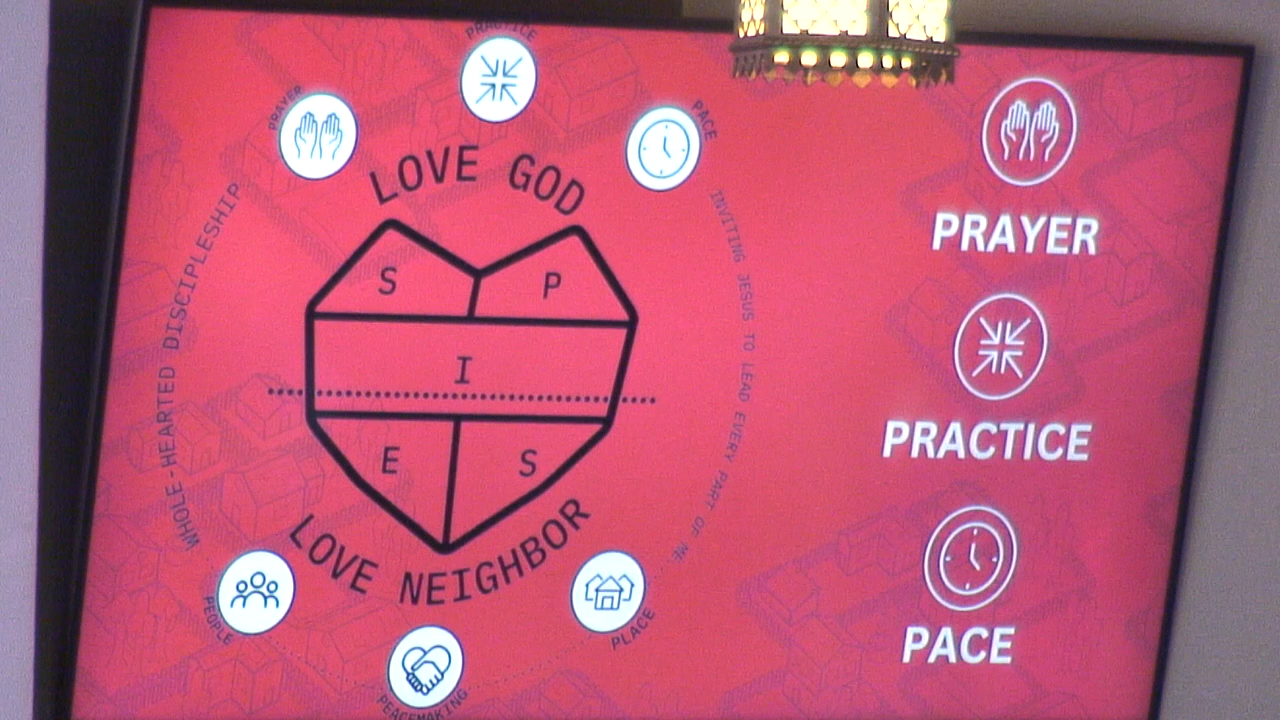 PRACTICE
PRAYER
PACE
LOVE GOD
WHOLE-HEARTED DISCIPLESHIP
INVITING JESUS TO LEAD EVERY PART OF ME
S
P
I
E
S
LOVE NEIGHBOR
PEOPLE
PLACE
PEACEMAKING
PRAYER
PRACTICE
PACE